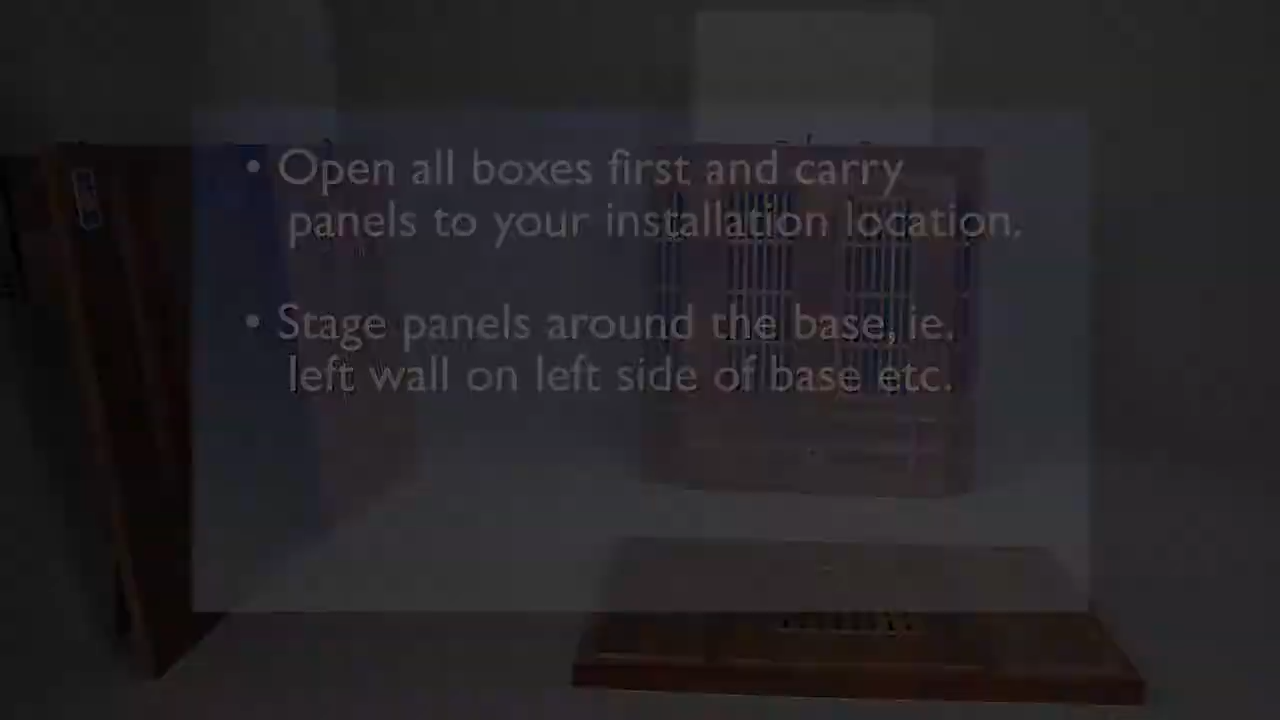 • Open all boxes first and carry
panels to your installation location.
• Stage panels around the base, ie.
left wall on left side of base etc.